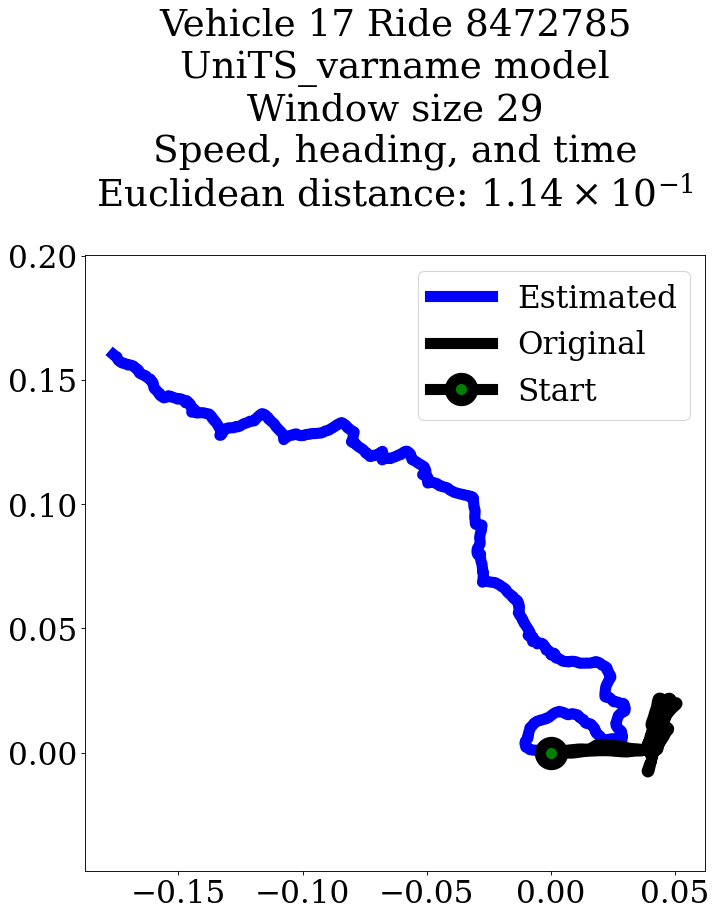 Vehicle 17 Ride 8472785
UniTS_varname model
Window size 29
Speed, heading, and time
Euclidean distance: 1.14 × 10⁻¹
0.20
0.15
0.10
0.05
0.00
Estimated
Original
Start
−0.15 −0.10 −0.05 0.00 0.05